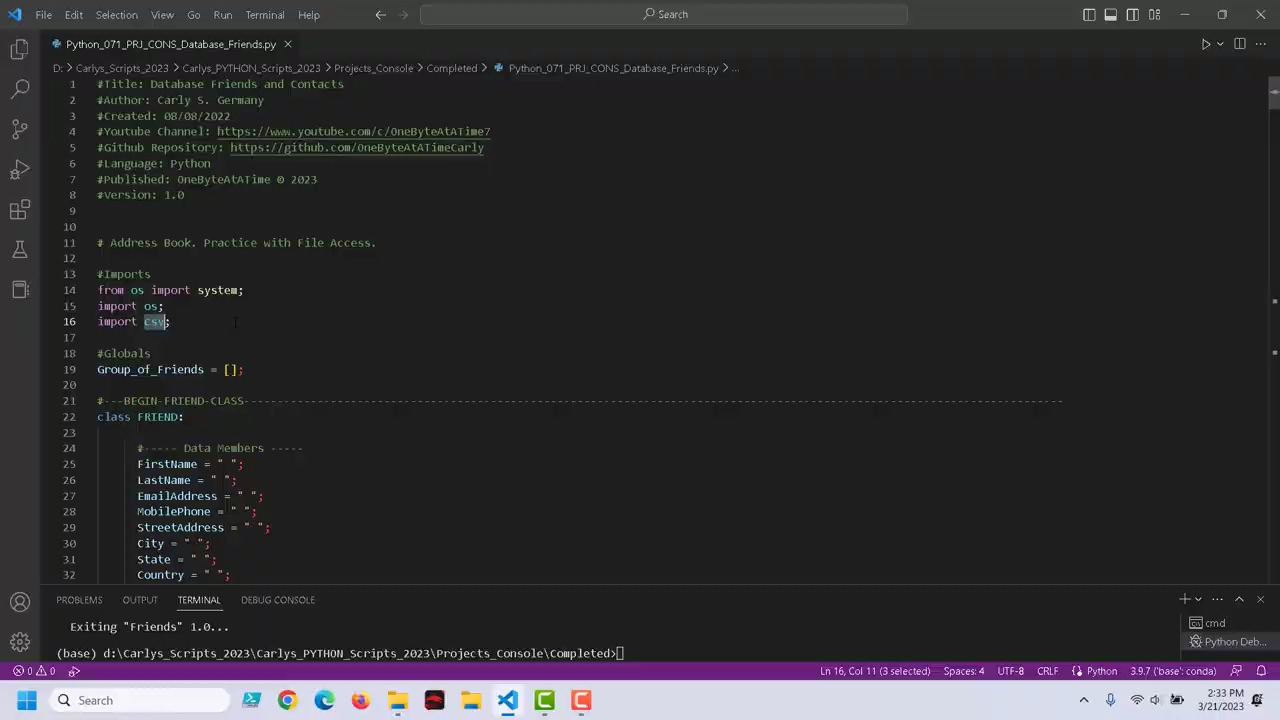 File Edit Selection View Go Run Terminal Help
Search
Python_071_PRJ_CONS_Database_Friends.py
D: > Carlys_Scripts_2023 > Carlys_PYTHON_Scripts_2023 > Projects_Console > Completed > Python_071_PRJ_CONS_Database_Friends.py > ...
1 #Title: Database Friends and Contacts
2 #Author: Carly S. Germany
3 #Created: 08/08/2022
4 #Youtube Channel: https://www.youtube.com/c/OneByteAtATime7
5 #Github Repository: https://github.com/OneByteAtATimeCarly
6 #Language: Python
7 #Published: OneByteAtATime © 2023
8 #Version: 1.0
9
10
11 # Address Book. Practice with File Access.
12
13 #Imports
14 from os import system;
15 import os;
16 import csv;
17
18 #Globals
19 Group_of_Friends = [];
20
21 #---BEGIN-FRIEND-CLASS------------------------------------------------------------------------------------------------------------------------------
22 class FRIEND:
23
24 #----- Data Members -----
25 FirstName = " ";
26 LastName = " ";
27 EmailAddress = " ";
28 MobilePhone = " ";
29 StreetAddress = " ";
30 City = " ";
31 State = " ";
32 Country = " ";
PROBLEMS OUTPUT TERMINAL DEBUG CONSOLE
Exiting "Friends" 1.0...
cmd
Python Deb...
(base) d:\Carlys_Scripts_2023\Carlys_PYTHON_Scripts_2023\Projects_Console\Completed>
0 0 Ln 16, Col 11 (3 selected) Spaces: 4 UTF-8 CRLF Python 3.9.7 ('base': conda)
Search
2:33 PM
3/21/2023